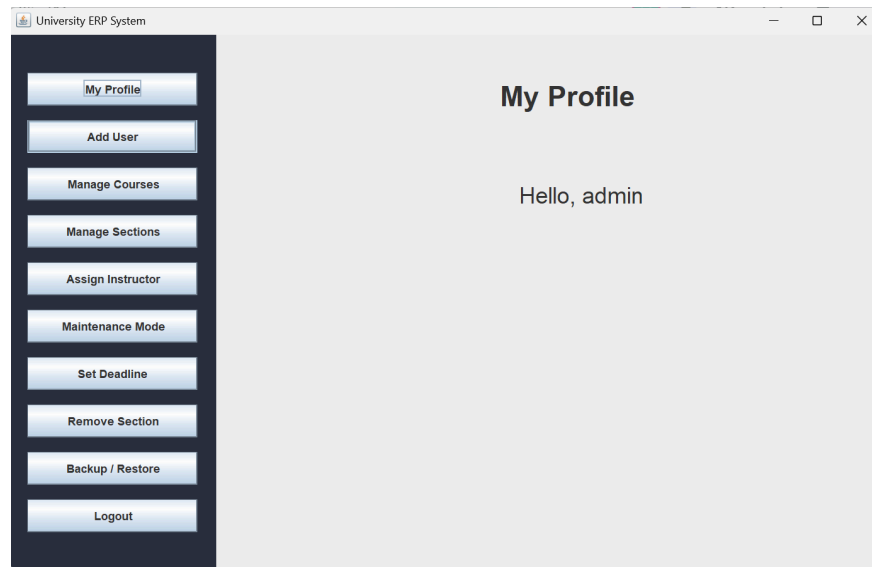 University ERP System
My Profile
Add User
Manage Courses
Manage Sections
Assign Instructor
Maintenance Mode
Set Deadline
Remove Section
Backup / Restore
Logout
My Profile
Hello, admin